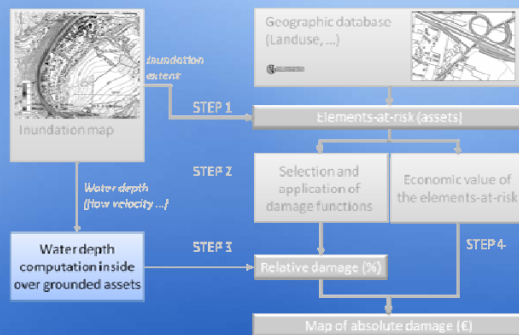 Geographic database
(Landuse, ...)
Inundation
extent
STEP 1
Inundation map
Elements-at-risk (assets)
STEP 2
Selection and
application of
damage functions
Economic value of
the elements-at-risk
Water depth
(flow velocity ...)
STEP 3
STEP 4
Water depth
computation inside
over grounded assets
Relative damage (%)
Map of absolute damage (€)